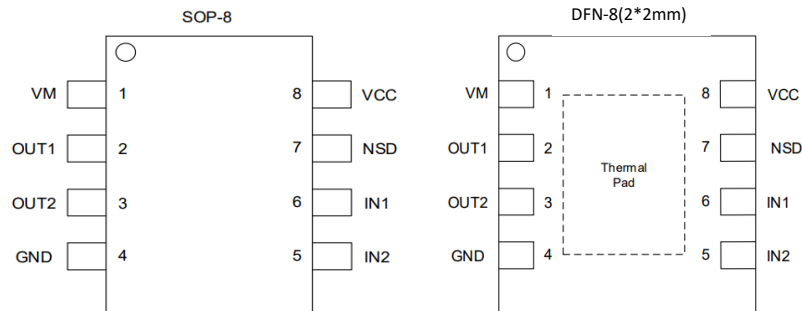 SOP-8
DFN-8(2*2mm)
VM 1 8 VCC
OUT1 2 7 NSD
OUT2 3 6 IN1
GND 4 5 IN2
VM 1 8 VCC
OUT1 2 7 NSD
OUT2 3 6 IN1
GND 4 5 IN2
Thermal
Pad